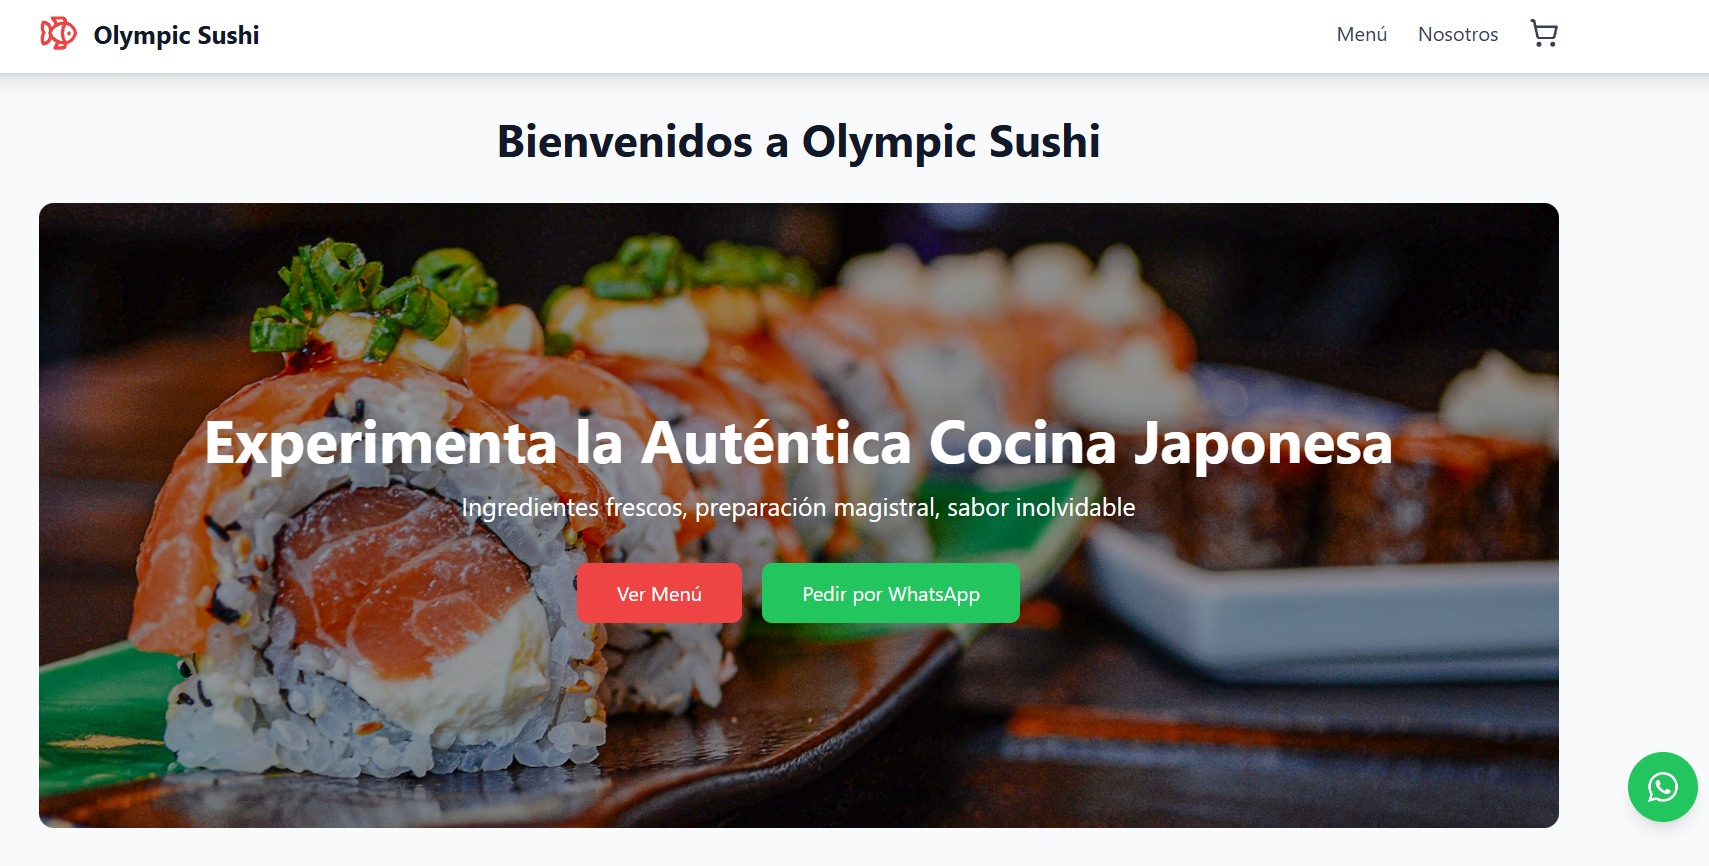 Olympic Sushi
Menú
Nosotros
Bienvenidos a Olympic Sushi
Experimenta la Auténtica Cocina Japonesa
Ingredientes frescos, preparación magistral, sabor inolvidable
Ver Menú
Pedir por WhatsApp